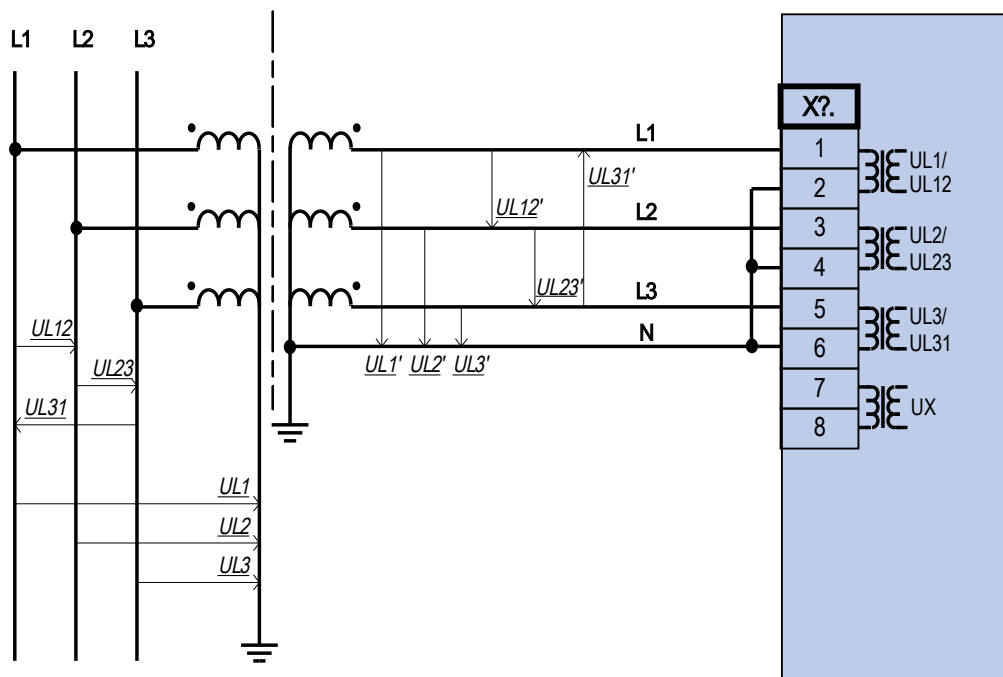 L1 L2 L3
X?.
L1
1
UL1/
UL12
UL31'
2
UL12'
L2
3
UL2/
UL23
4
UL23'
L3
5
UL3/
UL31
N
6
UL12
UL1' UL2' UL3'
UL23
7
UX
UL31
8
UL1
UL2
UL3